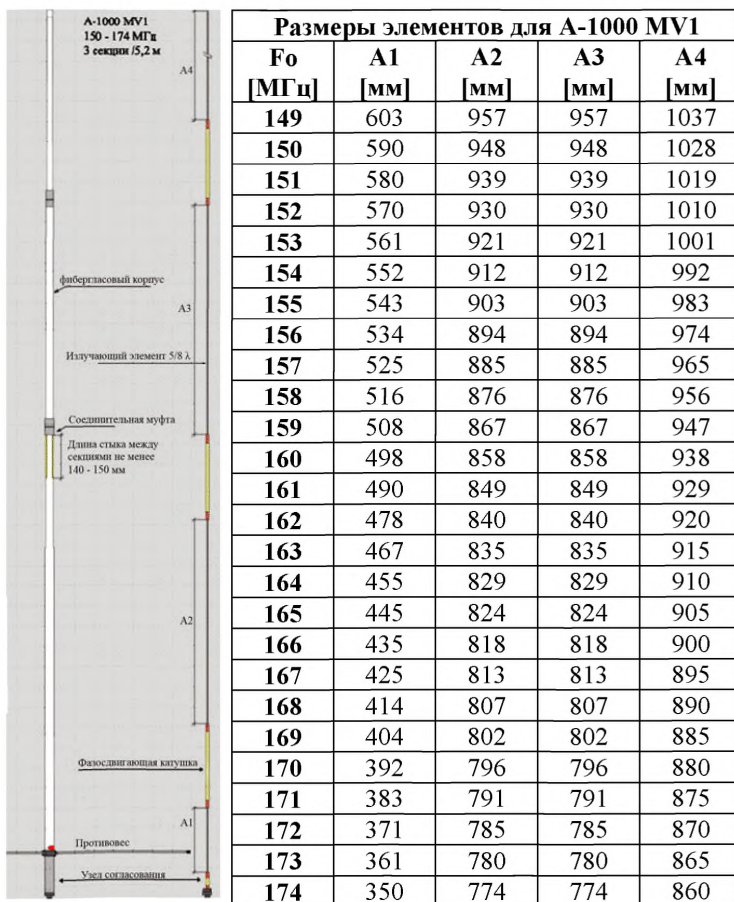 А-1000 MV1
150 - 174 МГц
3 секции /5,2 м
А4
фибергласовый корпус
А3
Излучающий элемент 5/8 λ
Соединительная муфта
Длина стыка между
секциями не менее
140 - 150 мм
А2
Фазосдвигающая катушка
А1
Противовес
Узел согласования
Размеры элементов для А-1000 MV1
Fo А1 А2 А3 А4
[МГц] [мм] [мм] [мм] [мм]
149 603 957 957 1037
150 590 948 948 1028
151 580 939 939 1019
152 570 930 930 1010
153 561 921 921 1001
154 552 912 912 992
155 543 903 903 983
156 534 894 894 974
157 525 885 885 965
158 516 876 876 956
159 508 867 867 947
160 498 858 858 938
161 490 849 849 929
162 478 840 840 920
163 467 835 835 915
164 455 829 829 910
165 445 824 824 905
166 435 818 818 900
167 425 813 813 895
168 414 807 807 890
169 404 802 802 885
170 392 796 796 880
171 383 791 791 875
172 371 785 785 870
173 361 780 780 865
174 350 774 774 860